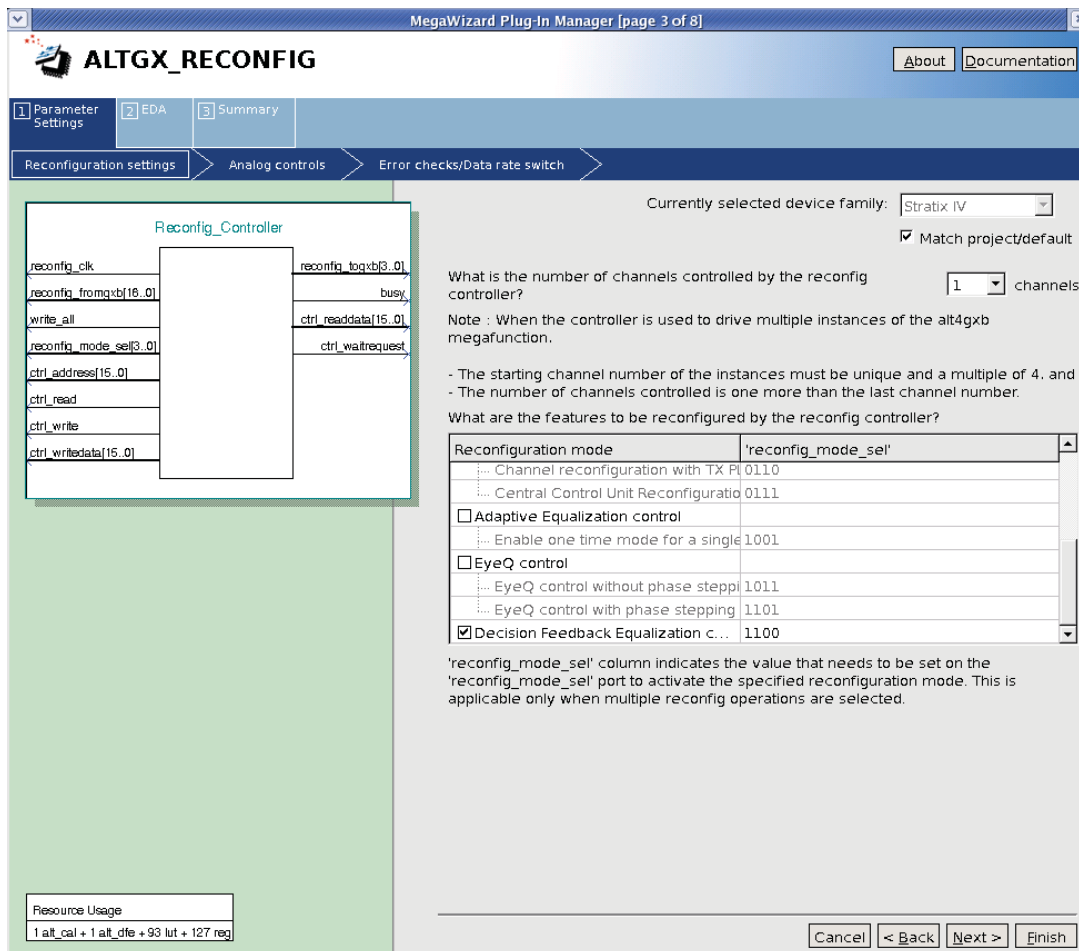 MegaWizard Plug-In Manager [page 3 of 8]
ALTGX_RECONFIG
About
Documentation
1 Parameter Settings
2 EDA
3 Summary
Reconfiguration settings
Analog controls
Error checks/Data rate switch
Reconfig_Controller
reconfig_clk
reconfig_fromgxb[16..0]
write_all
reconfig_mode_sel[3..0]
ctrl_address[15..0]
ctrl_read
ctrl_write
ctrl_writedata[15..0]
reconfig_togxb[3..0]
busy
ctrl_readdata[15..0]
ctrl_waitrequest
Currently selected device family: Stratix IV
Match project/default
What is the number of channels controlled by the reconfig
controller?
1 channels
Note : When the controller is used to drive multiple instances of the alt4gxb
megafunction.
- The starting channel number of the instances must be unique and a multiple of 4. and
- The number of channels controlled is one more than the last channel number.
What are the features to be reconfigured by the reconfig controller?
Reconfiguration mode 'reconfig_mode_sel'
Channel reconfiguration with TX PL 0110
Central Control Unit Reconfiguratio 0111
Adaptive Equalization control
Enable one time mode for a single 1001
EyeQ control
EyeQ control without phase steppi 1011
EyeQ control with phase stepping 1101
Decision Feedback Equalization c... 1100
'reconfig_mode_sel' column indicates the value that needs to be set on the
'reconfig_mode_sel' port to activate the specified reconfiguration mode. This is
applicable only when multiple reconfig operations are selected.
Resource Usage
1 alt_cal + 1 alt_dfe + 93 lut + 127 reg
Cancel
< Back
Next >
Finish